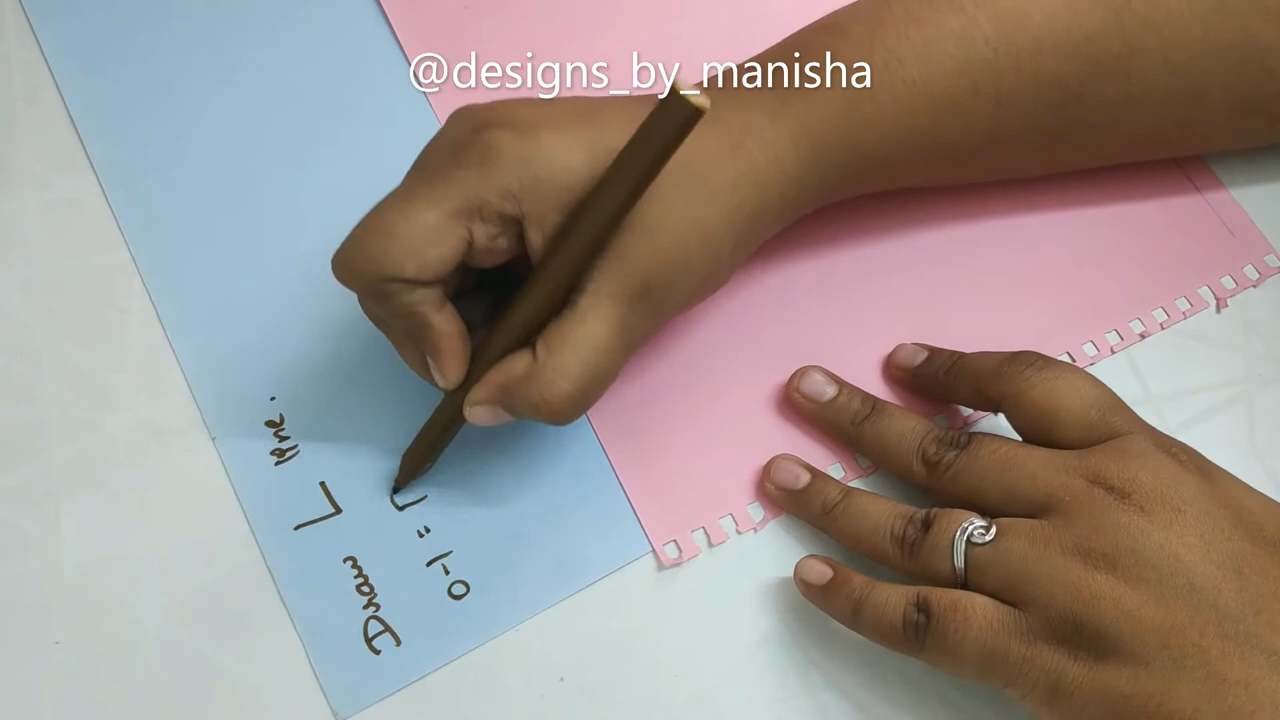 @designs_by_manisha
Draw L line.
0-1 =